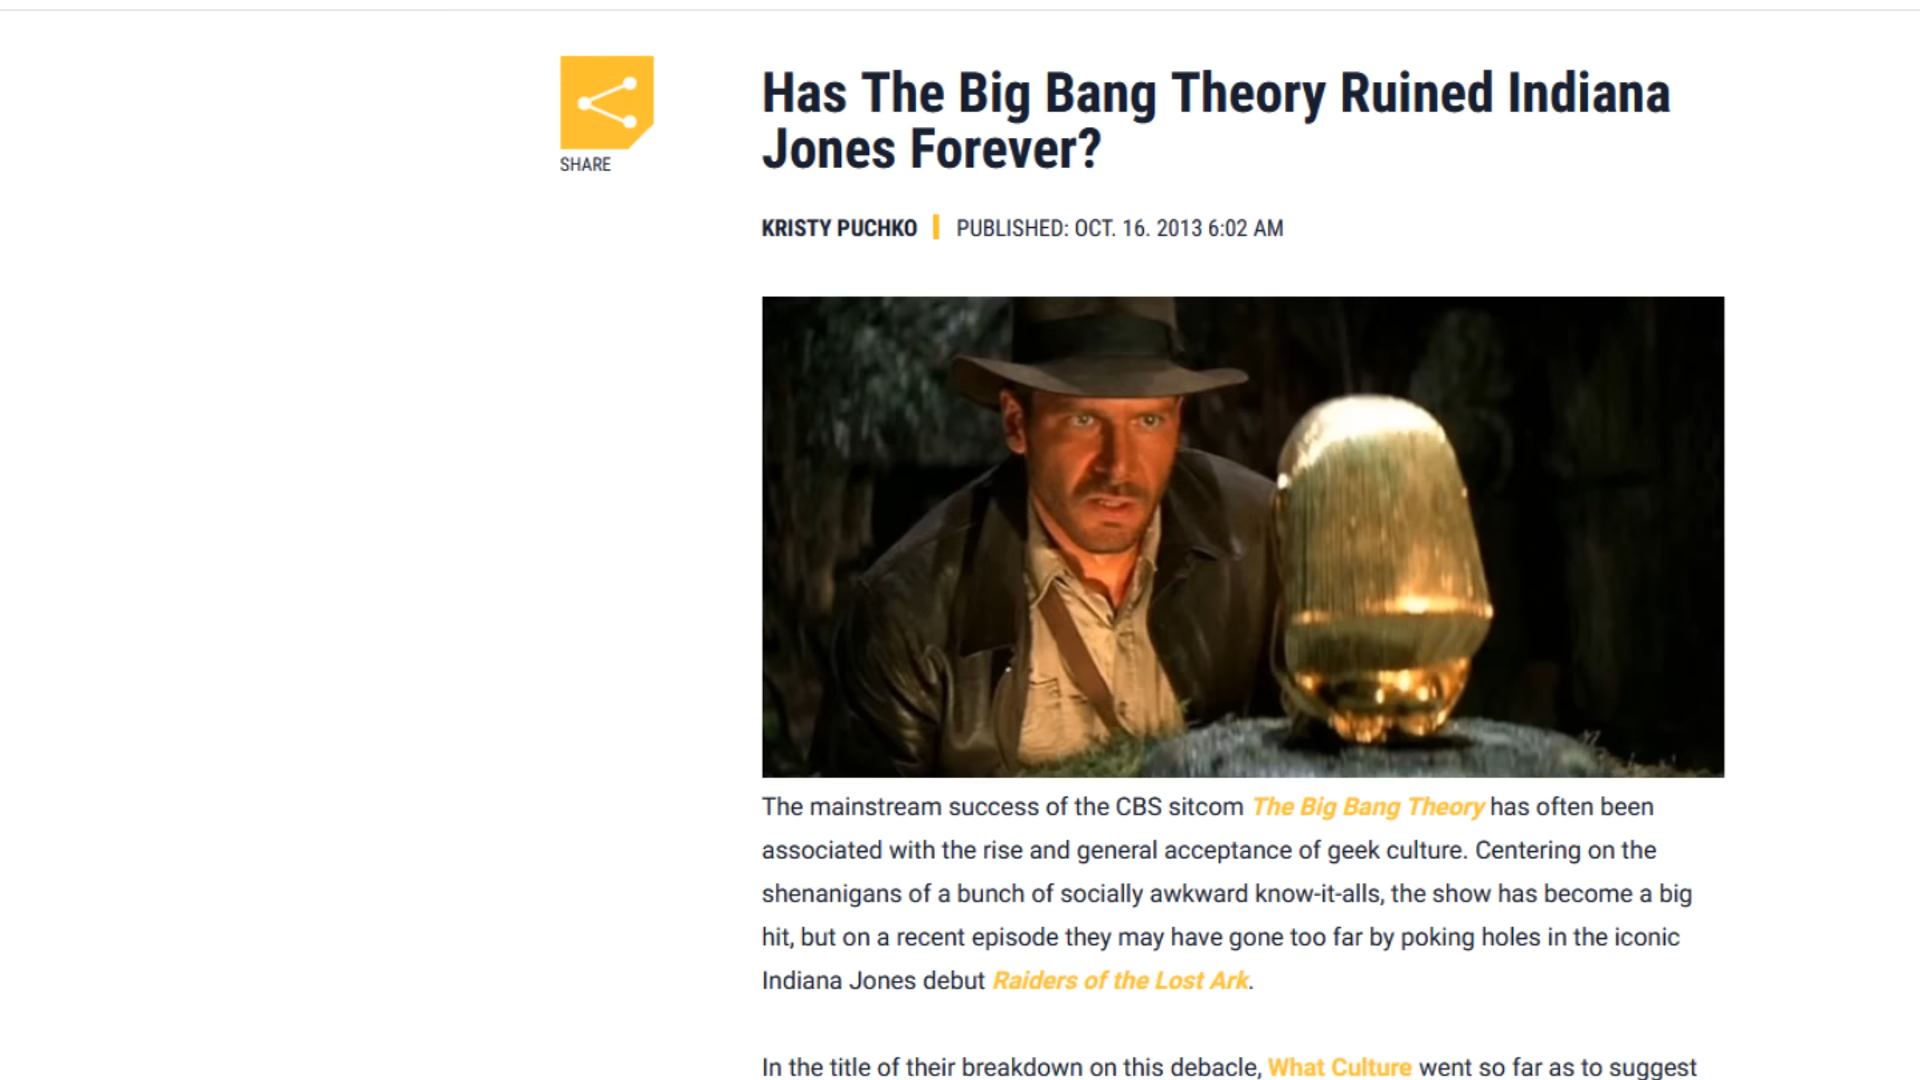 SHARE
Has The Big Bang Theory Ruined Indiana
Jones Forever?
KRISTY PUCHKO PUBLISHED: OCT. 16. 2013 6:02 AM
The mainstream success of the CBS sitcom The Big Bang Theory has often been
associated with the rise and general acceptance of geek culture. Centering on the
shenanigans of a bunch of socially awkward know-it-alls, the show has become a big
hit, but on a recent episode they may have gone too far by poking holes in the iconic
Indiana Jones debut Raiders of the Lost Ark.
In the title of their breakdown on this debacle, What Culture went so far as to suggest